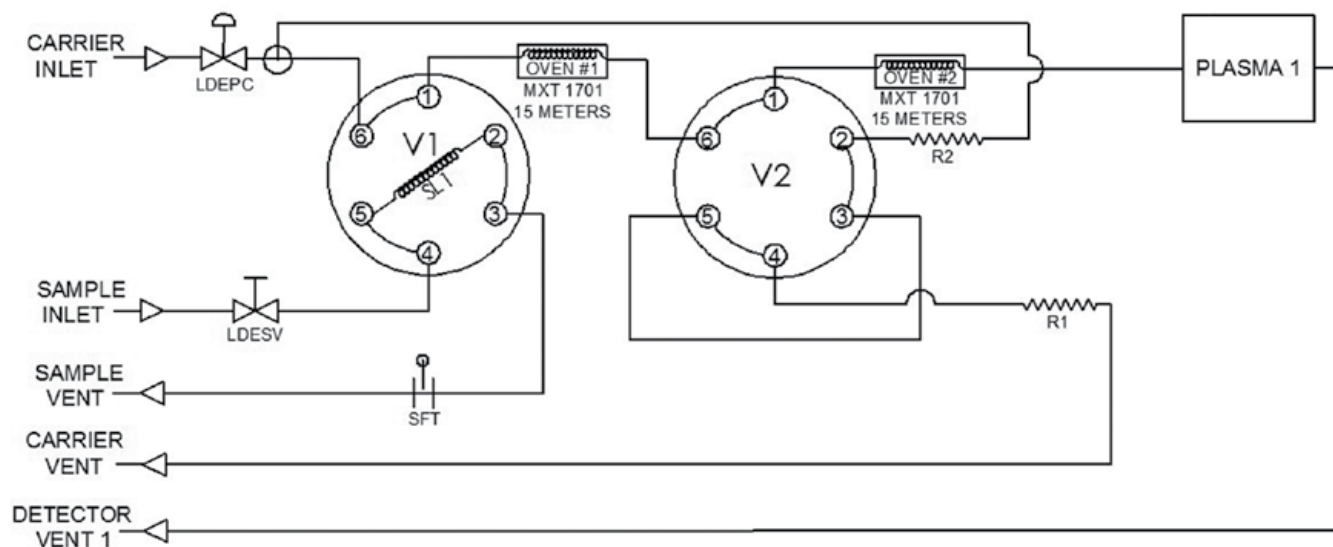 CARRIER
INLET
LDEPC
OVEN #1
MXT 1701
15 METERS
OVEN #2
MXT 1701
15 METERS
PLASMA 1
1
2
3
4
5
6
V1
SL1
1
2
3
4
5
6
V2
R2
SAMPLE
INLET
LDESV
R1
SAMPLE
VENT
SFT
CARRIER
VENT
DETECTOR
VENT 1